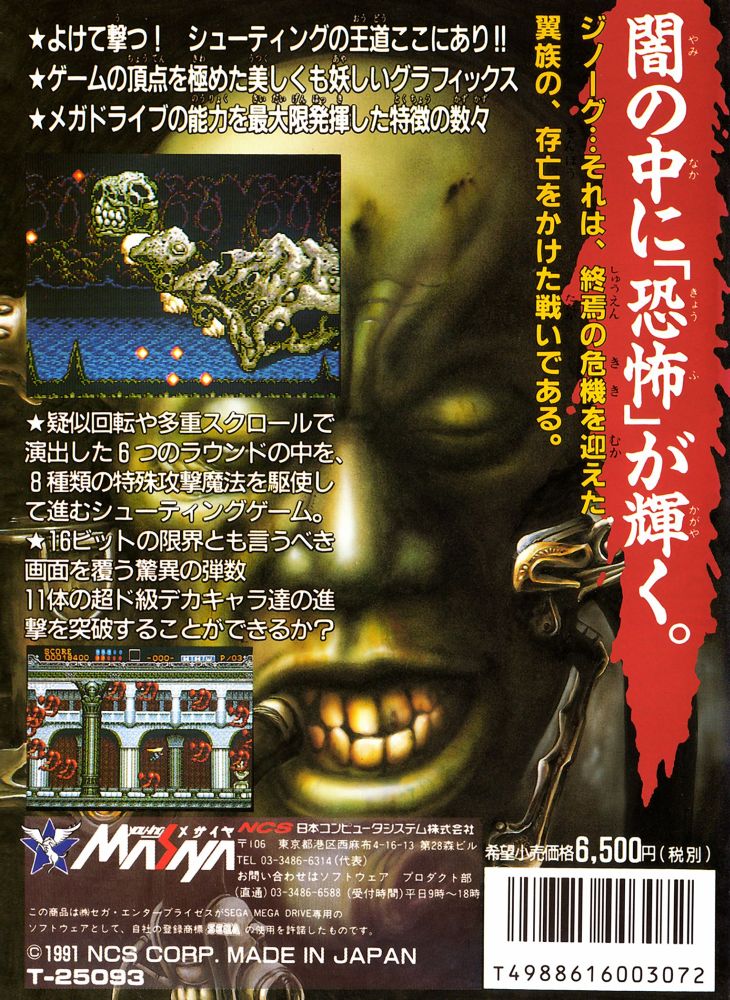 闇の中に「恐怖」が輝く。
ジノーグ…それは、終焉の危機を迎えた
翼族の、存亡をかけた戦いである。
★よけて撃つ！ シューティングの王道ここにあり!!
★ゲームの頂点を極めた美しくも妖しいグラフィックス
★メガドライブの能力を最大限発揮した特徴の数々
★疑似回転や多重スクロールで
演出した6つのラウンドの中を、
8種類の特殊攻撃魔法を駆使し
て進むシューティングゲーム。
★16ビットの限界とも言うべき
画面を覆う驚異の弾数
11体の超ド級デカキャラ達の進
撃を突破することができるか？
SCORE
00018400 -000- P/03
MASAYA メサイヤ
NCS 日本コンピュータシステム株式会社
〒106 東京都港区西麻布4-16-13 第28森ビル
TEL 03-3486-6314(代表)
お問い合わせはソフトウェア プロダクト部
(直通) 03-3486-6588 (受付時間)平日9時〜18時
この商品は㈱セガ・エンタープライゼスがSEGA MEGA DRIVE専用の
ソフトウェアとして、自社の登録商標 SEGA の使用を許諾したものです。
©1991 NCS CORP. MADE IN JAPAN
T-25093
希望小売価格6,500円(税別)
T4988616003072